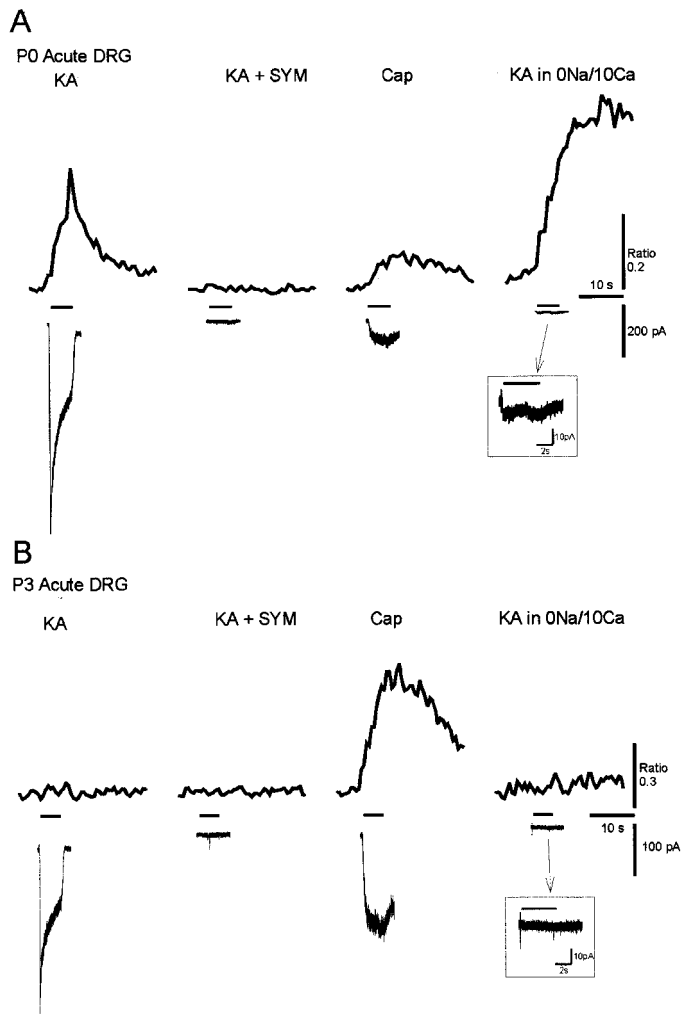 A
P0 Acute DRG
KA
KA + SYM
Cap
KA in 0Na/10Ca
Ratio
0.2
10 s
200 pA
10pA
2s
B
P3 Acute DRG
KA
KA + SYM
Cap
KA in 0Na/10Ca
Ratio
0.3
10 s
100 pA
10pA
2s